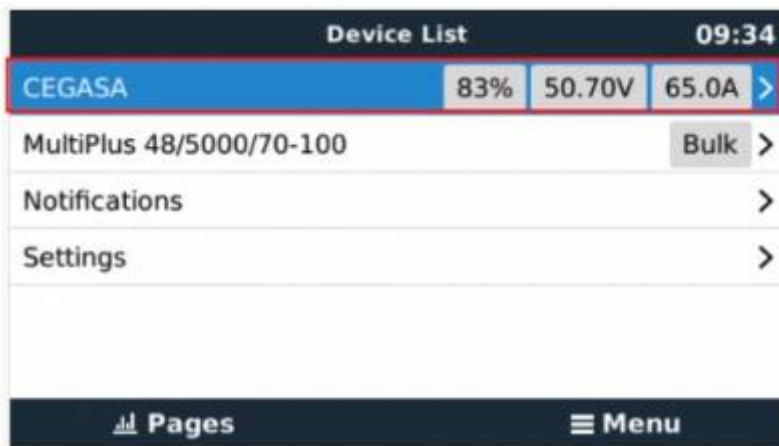 Device List 09:34
CEGASA 83% 50.70V 65.0A
MultiPlus 48/5000/70-100 Bulk
Notifications
Settings
Pages Menu